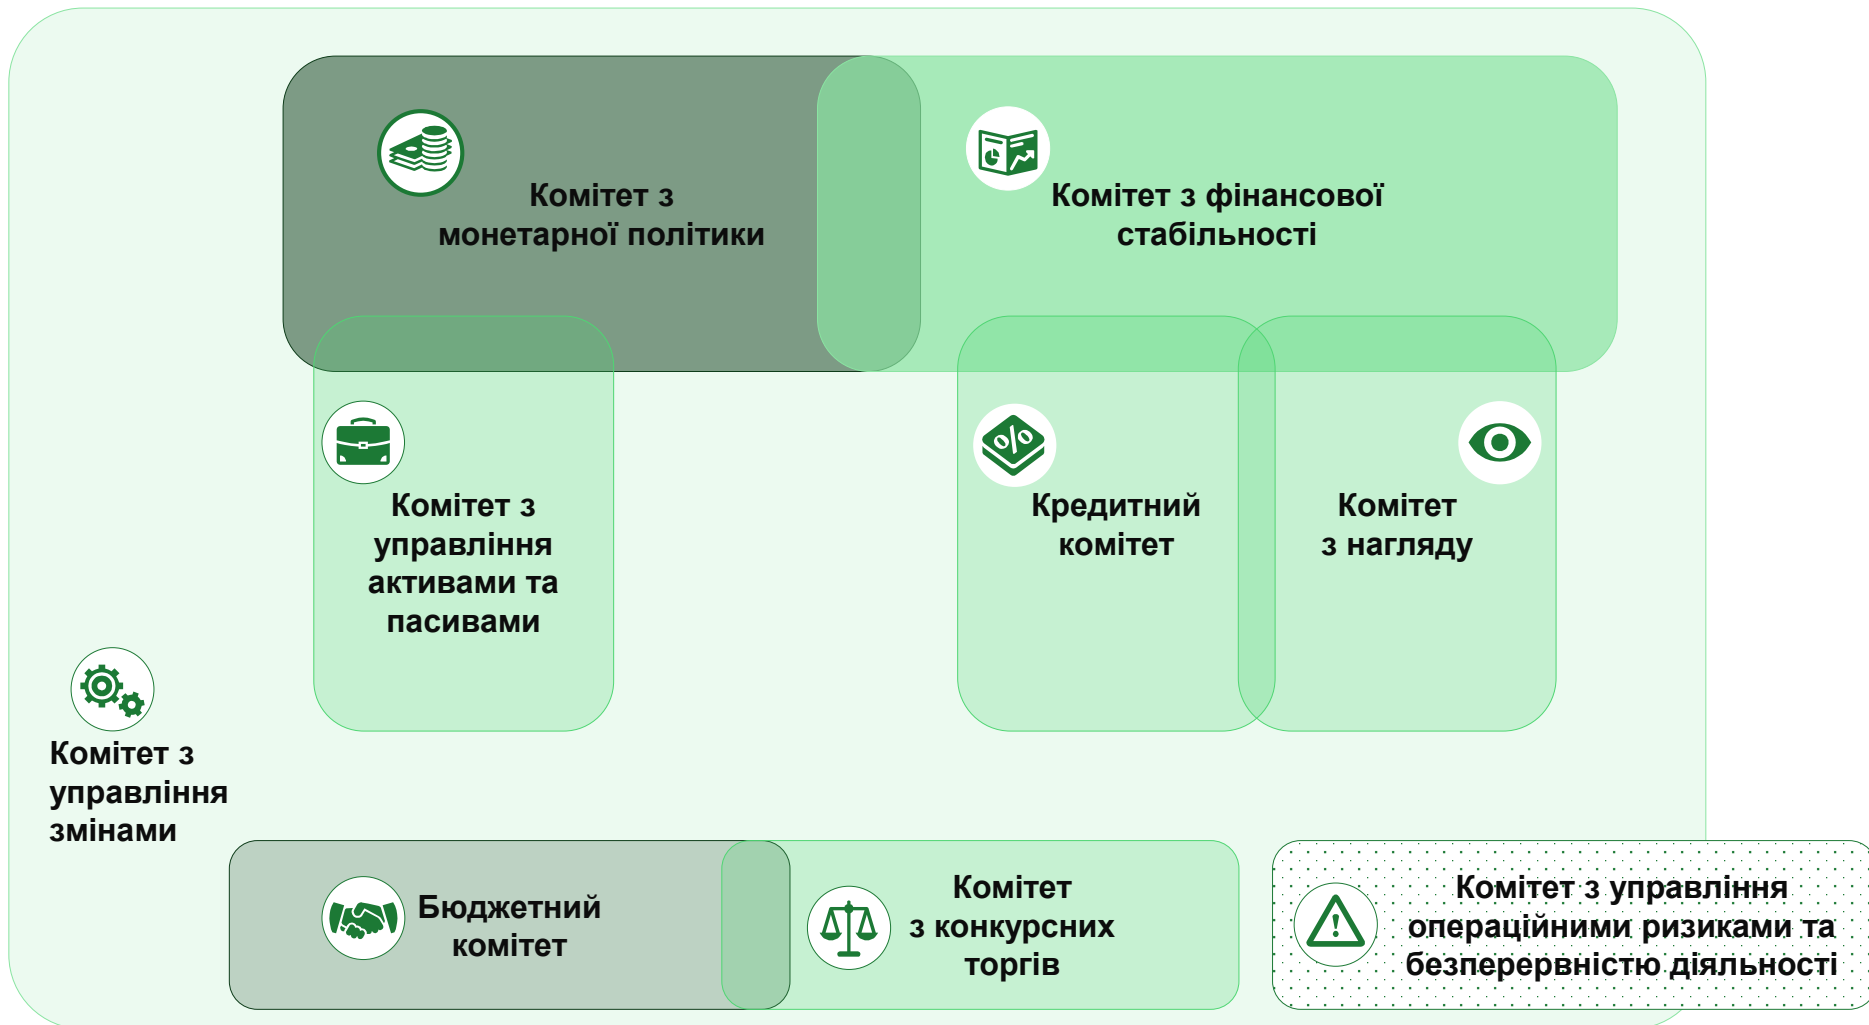 Комітет з
монетарної політики
Комітет з фінансової
стабільності
Комітет з
управління
активами та
пасивами
Кредитний
комітет
Комітет
з нагляду
Комітет з
управління
змінами
Бюджетний
комітет
Комітет
з конкурсних
торгів
Комітет з управління
операційними ризиками та
безперервністю діяльності